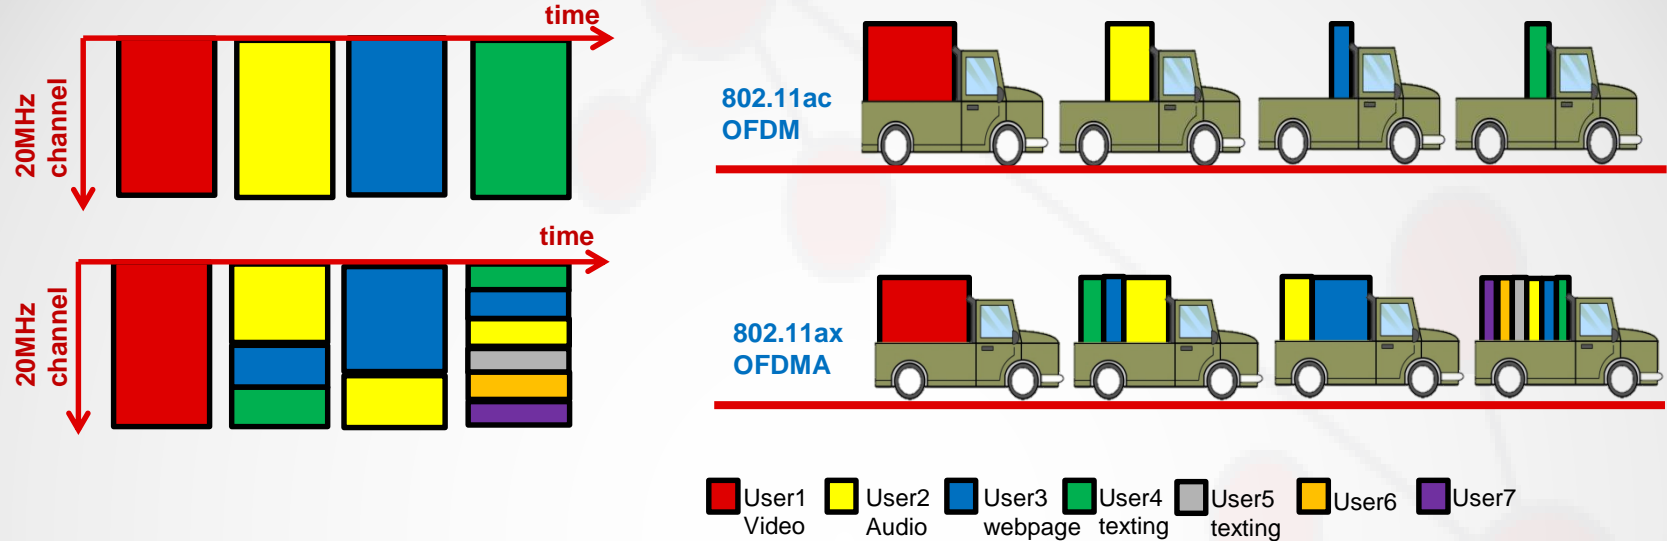 time
20MHz
channel
802.11ac
OFDM
time
20MHz
channel
802.11ax
OFDMA
User1
Video
User2
Audio
User3
webpage
User4
texting
User5
texting
User6
User7